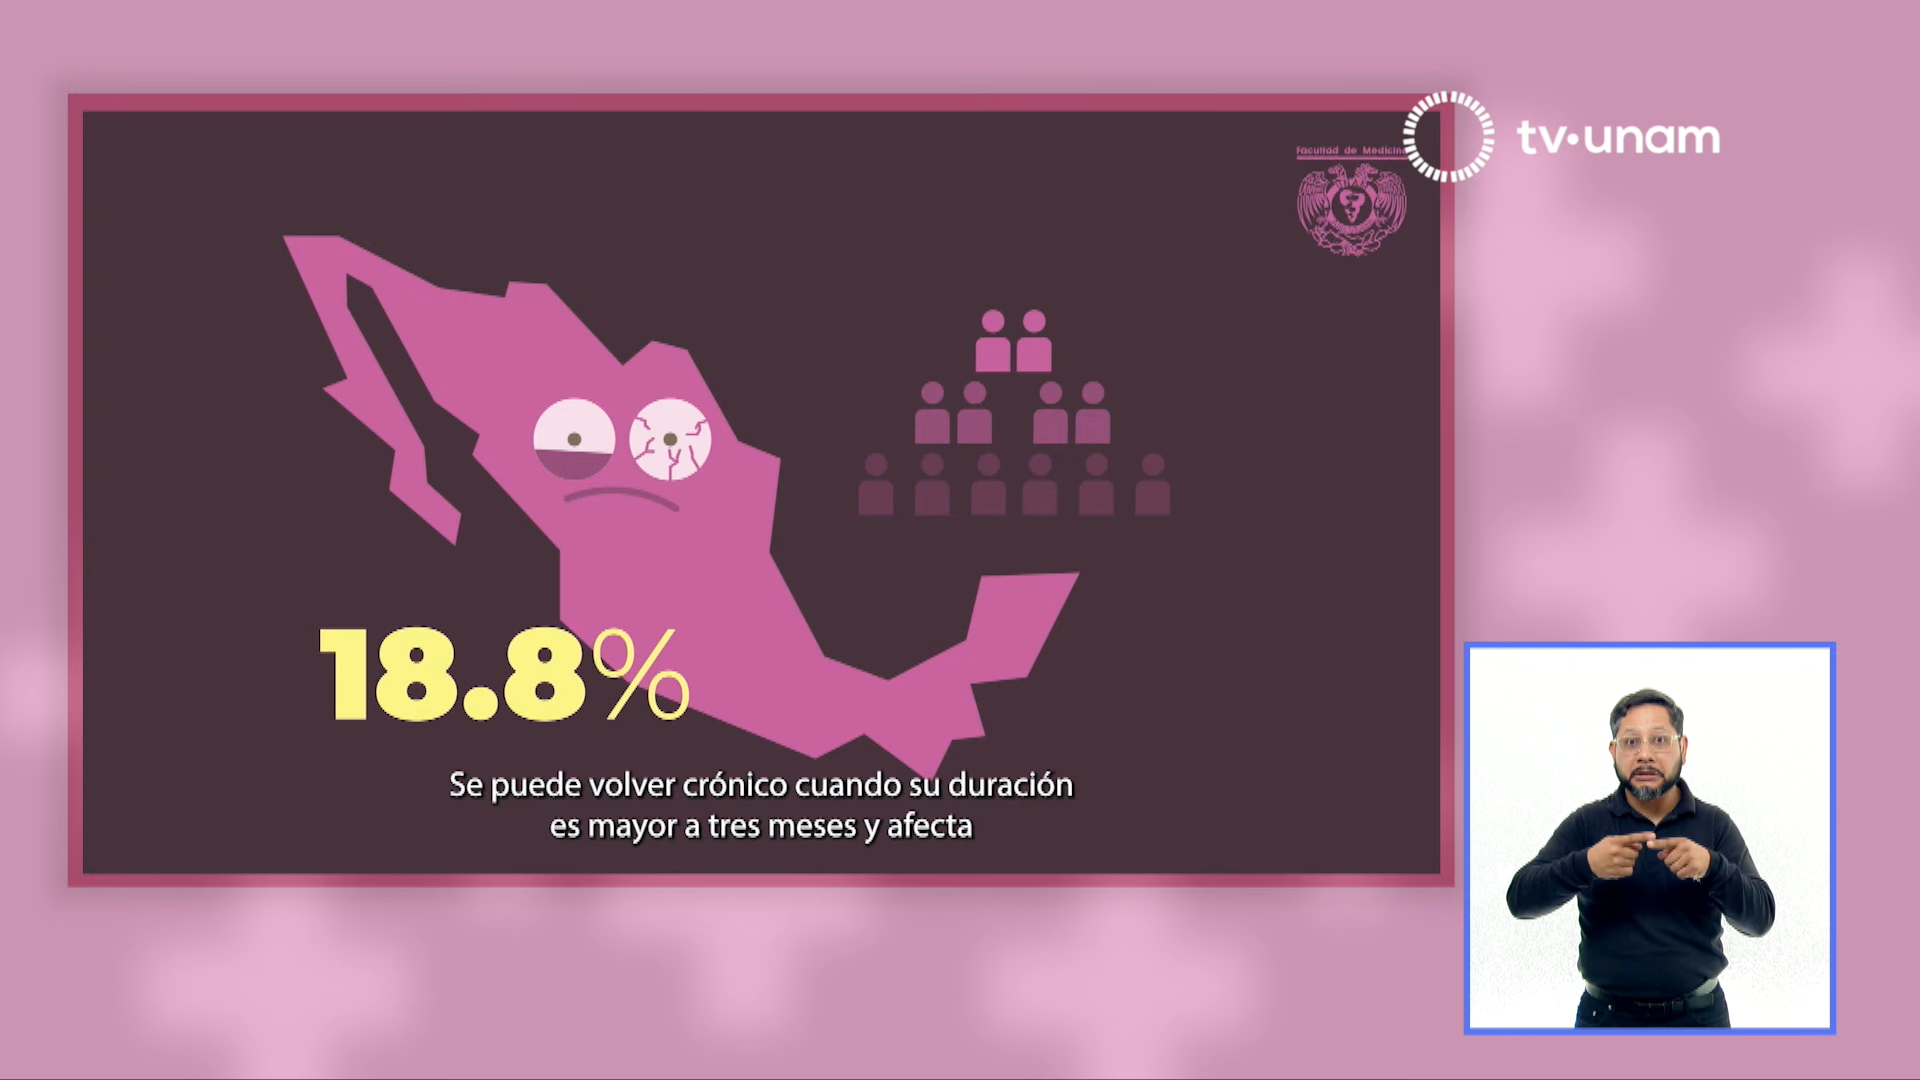 Facultad de Medicina
tv·unam
18.8%
Se puede volver crónico cuando su duración
es mayor a tres meses y afecta